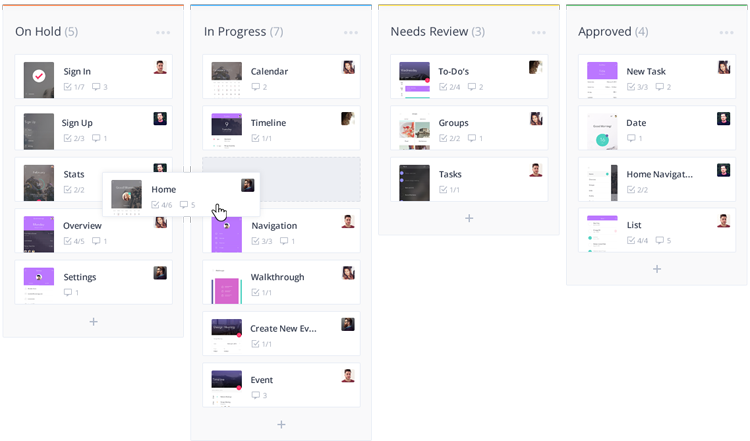 On Hold (5)
Sign In
1/7 3
Sign Up
2/3 1
Stats
2/2
Overview
4/5 1
Settings
1
+
In Progress (7)
Calendar
2
Timeline
1/1
Home
4/6 5
Navigation
3/3 1
Walkthrough
1/1
Create New Ev...
1/1
Event
3
+
Needs Review (3)
To-Do's
2/4 2
Groups
2/2 1
Tasks
1/1
+
Approved (4)
New Task
3/3 2
Date
1
Home Navigat...
2/2
List
4/4 5
+